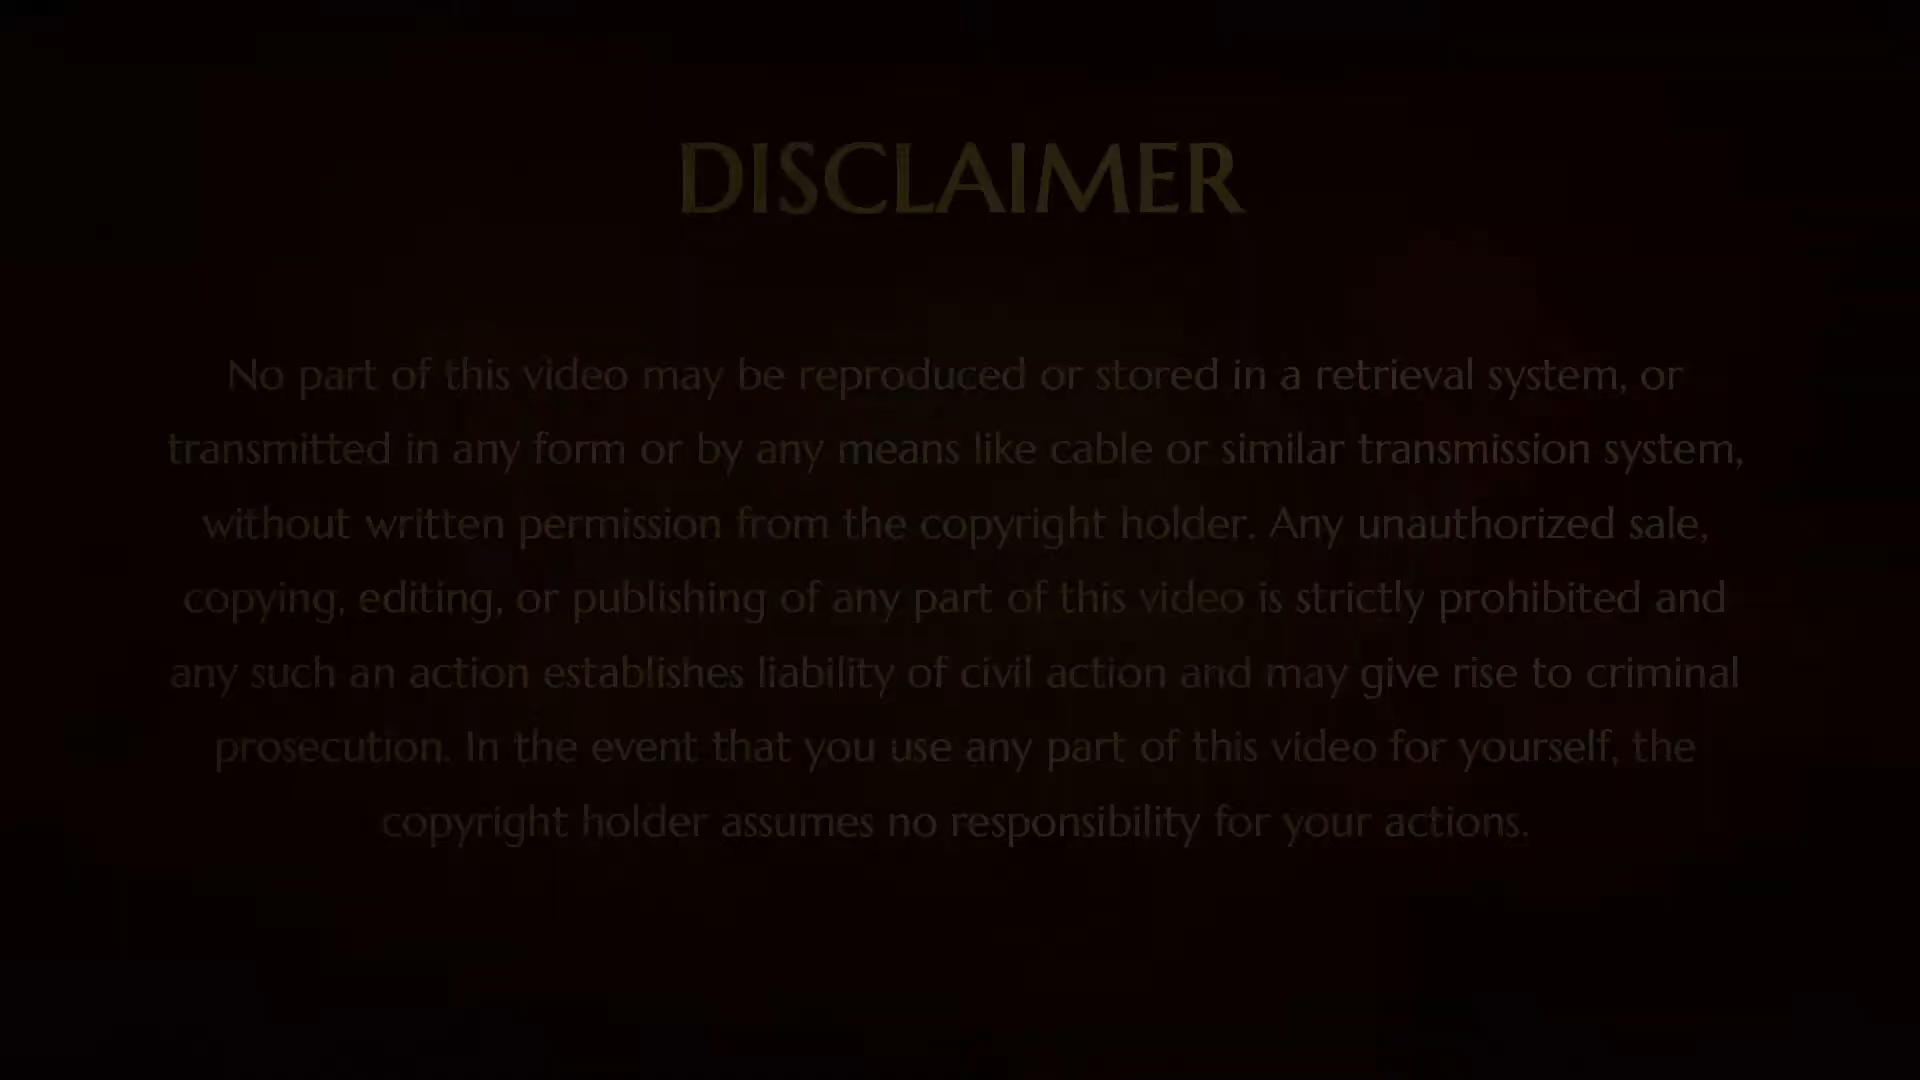 DISCLAIMER
No part of this video may be reproduced or stored in a retrieval system, or
transmitted in any form or by any means like cable or similar transmission system,
without written permission from the copyright holder. Any unauthorized sale,
copying, editing, or publishing of any part of this video is strictly prohibited and
any such an action establishes liability of civil action and may give rise to criminal
prosecution. In the event that you use any part of this video for yourself, the
copyright holder assumes no responsibility for your actions.